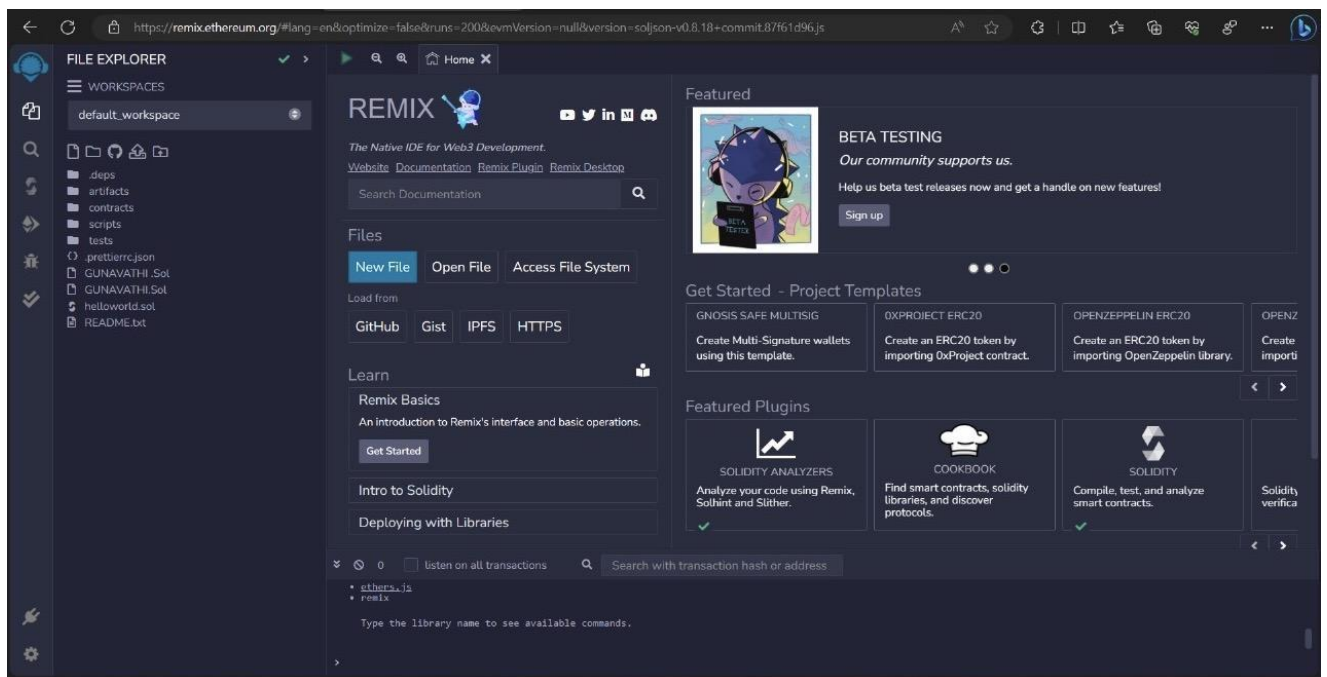 https://remix.ethereum.org/#lang=en&optimize=false&runs=200&evmVersion=null&version=soljson-v0.8.18+commit.87f61d96.js
FILE EXPLORER
WORKSPACES
default_workspace
.deps
artifacts
contracts
scripts
tests
.prettierrc.json
GUNAVATHI .Sol
GUNAVATHI.Sol
helloworld.sol
README.txt
Home
REMIX
The Native IDE for Web3 Development.
Website Documentation Remix Plugin Remix Desktop
Search Documentation
Files
New File Open File Access File System
Load from
GitHub Gist IPFS HTTPS
Learn
Remix Basics
An introduction to Remix's interface and basic operations.
Get Started
Intro to Solidity
Deploying with Libraries
Featured
BETA TESTER
BETA TESTING
Our community supports us.
Help us beta test releases now and get a handle on new features!
Sign up
Get Started - Project Templates
GNOSIS SAFE MULTISIG
Create Multi-Signature wallets
using this template.
0XPROJECT ERC20
Create an ERC20 token by
importing 0xProject contract.
OPENZEPPELIN ERC20
Create an ERC20 token by
importing OpenZeppelin library.
OPENZ
Create
importi
Featured Plugins
SOLIDITY ANALYZERS
Analyze your code using Remix,
Solhint and Slither.
COOKBOOK
Find smart contracts, solidity
libraries, and discover
protocols.
SOLIDITY
Compile, test, and analyze
smart contracts.
Solidity
verifica
0 listen on all transactions Search with transaction hash or address
• ethers.js
• remix
Type the library name to see available commands.
>